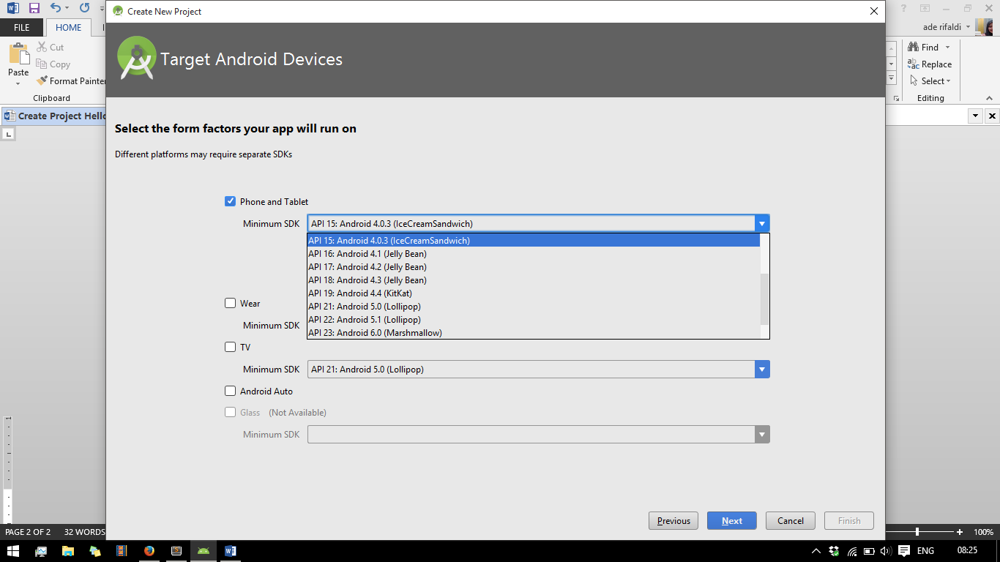 Create New Project
FILE
HOME
ade rifaldi
Cut
Copy
Format Painter
Paste
Clipboard
Find
Replace
Select
Editing
Create Project Hello
Target Android Devices
Select the form factors your app will run on
Different platforms may require separate SDKs
Phone and Tablet
Minimum SDK API 15: Android 4.0.3 (IceCreamSandwich)
API 15: Android 4.0.3 (IceCreamSandwich)
API 16: Android 4.1 (Jelly Bean)
API 17: Android 4.2 (Jelly Bean)
API 18: Android 4.3 (Jelly Bean)
API 19: Android 4.4 (KitKat)
API 21: Android 5.0 (Lollipop)
API 22: Android 5.1 (Lollipop)
API 23: Android 6.0 (Marshmallow)
Wear
Minimum SDK
TV
Minimum SDK API 21: Android 5.0 (Lollipop)
Android Auto
Glass (Not Available)
Minimum SDK
Previous Next Cancel Finish
PAGE 2 OF 2 32 WORDS
100%
ENG 08:25